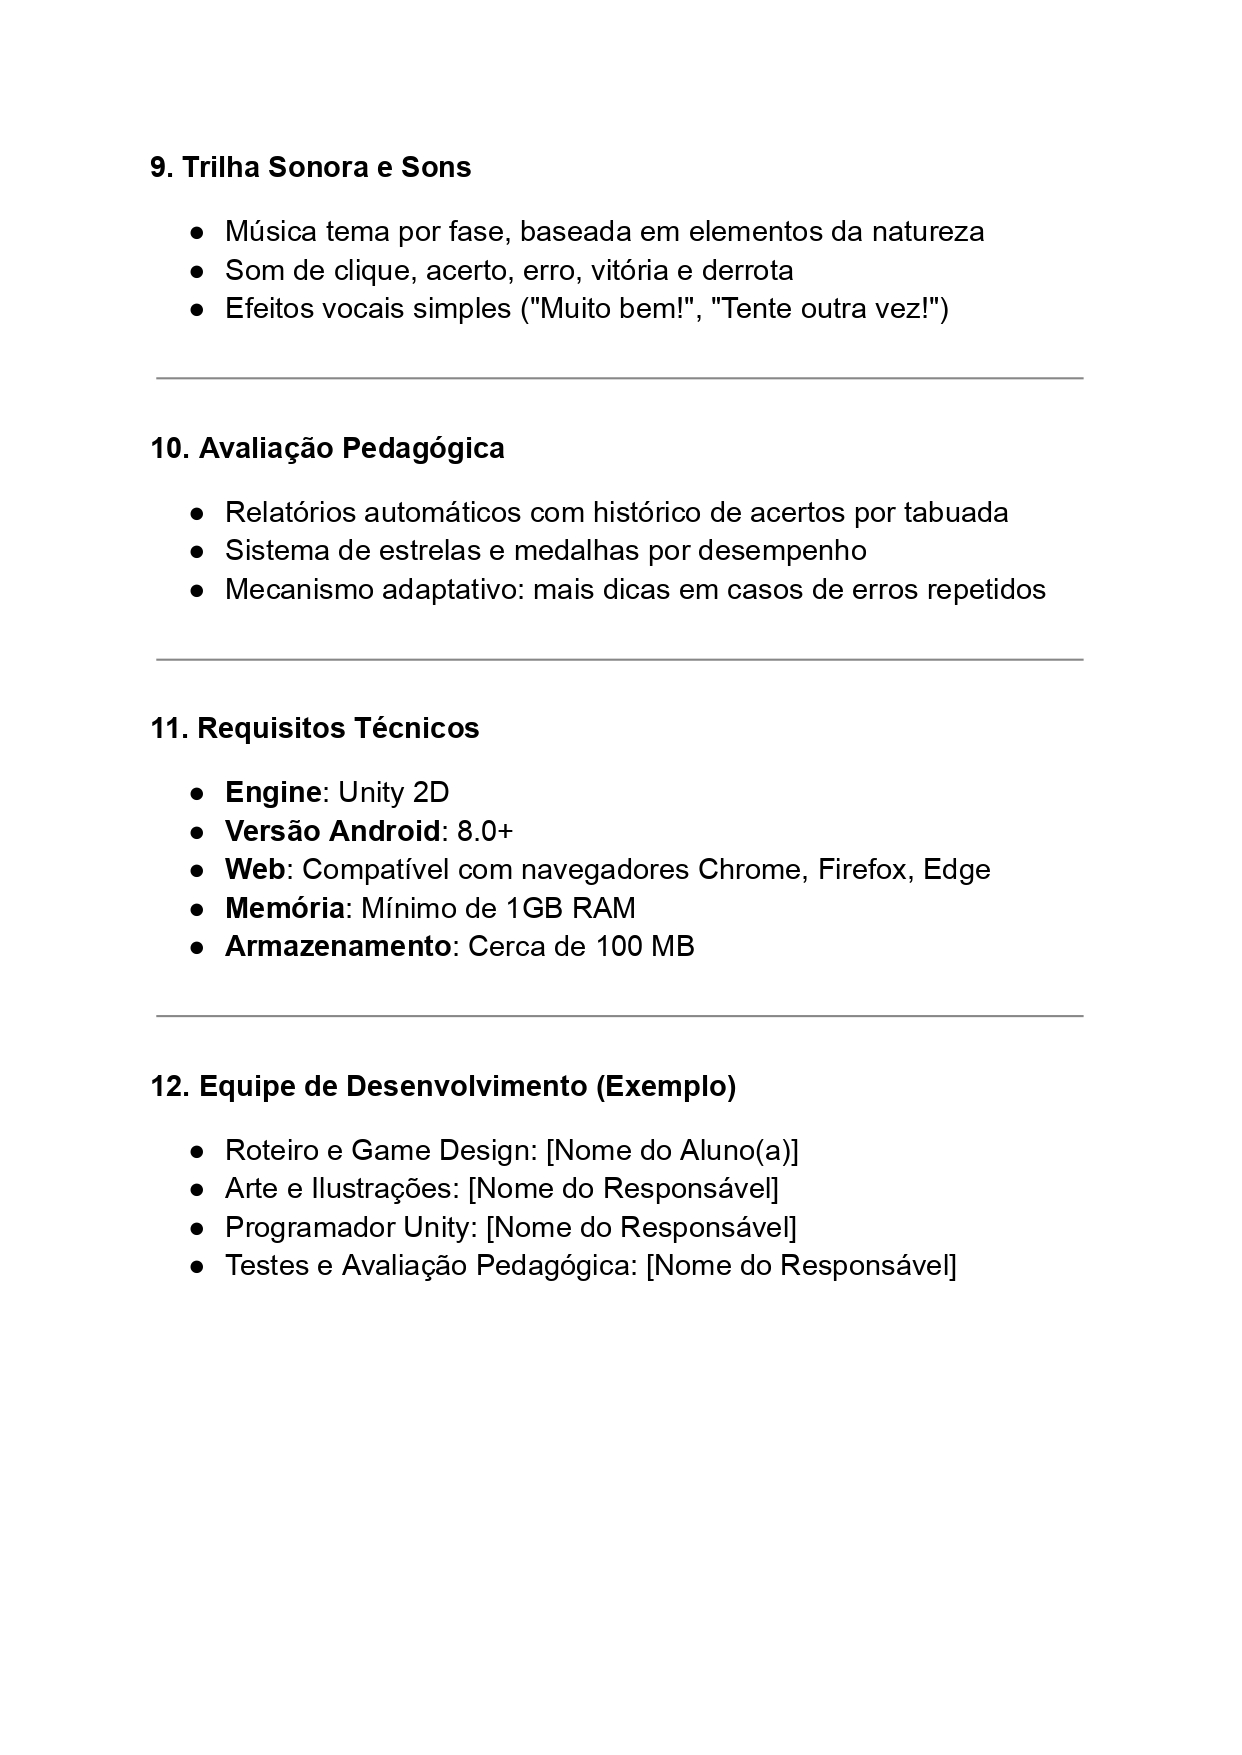 9. Trilha Sonora e Sons
● Música tema por fase, baseada em elementos da natureza
● Som de clique, acerto, erro, vitória e derrota
● Efeitos vocais simples ("Muito bem!", "Tente outra vez!")
10. Avaliação Pedagógica
● Relatórios automáticos com histórico de acertos por tabuada
● Sistema de estrelas e medalhas por desempenho
● Mecanismo adaptativo: mais dicas em casos de erros repetidos
11. Requisitos Técnicos
● Engine: Unity 2D
● Versão Android: 8.0+
● Web: Compatível com navegadores Chrome, Firefox, Edge
● Memória: Mínimo de 1GB RAM
● Armazenamento: Cerca de 100 MB
12. Equipe de Desenvolvimento (Exemplo)
● Roteiro e Game Design: [Nome do Aluno(a)]
● Arte e Ilustrações: [Nome do Responsável]
● Programador Unity: [Nome do Responsável]
● Testes e Avaliação Pedagógica: [Nome do Responsável]